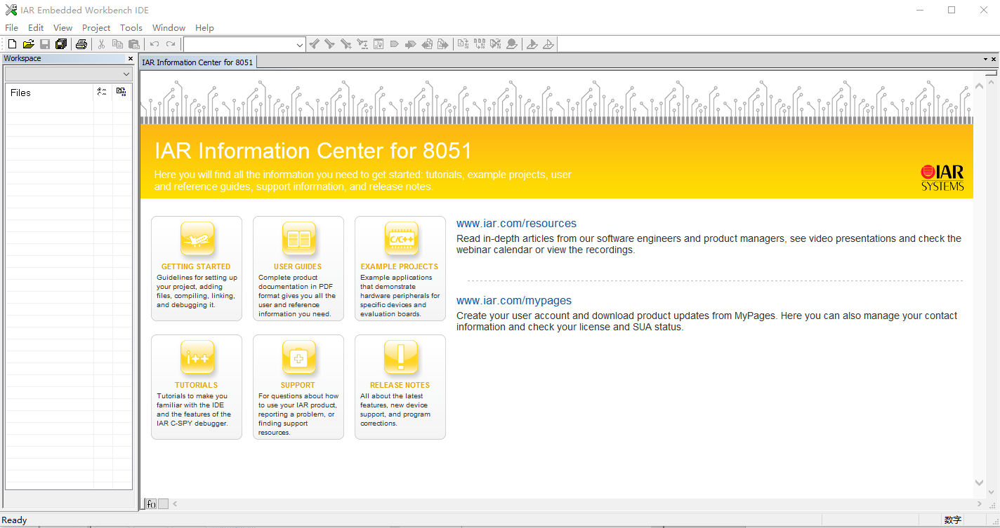 IAR Embedded Workbench IDE
File Edit View Project Tools Window Help
Workspace
IAR Information Center for 8051
Files
IAR Information Center for 8051
Here you will find all the information you need to get started: tutorials, example projects, user
and reference guides, support information, and release notes.
IAR
SYSTEMS
GETTING STARTED
Guidelines for setting up
your project, adding
files, compiling, linking,
and debugging it.
USER GUIDES
Complete product
documentation in PDF
format gives you all the
user and reference
information you need.
C/C++
EXAMPLE PROJECTS
Example applications
that demonstrate
hardware peripherals for
specific devices and
evaluation boards.
www.iar.com/resources
Read in-depth articles from our software engineers and product managers, see video presentations and check the
webinar calendar or view the recordings.
www.iar.com/mypages
Create your user account and download product updates from MyPages. Here you can also manage your contact
information and check your license and SUA status.
i++
TUTORIALS
Tutorials to make you
familiar with the IDE
and the features of the
IAR C-SPY debugger.
SUPPORT
For questions about how
to use your IAR product,
reporting a problem, or
finding support
resources.
RELEASE NOTES
All about the latest
features, new device
support, and program
corrections.
f()
Ready
数字